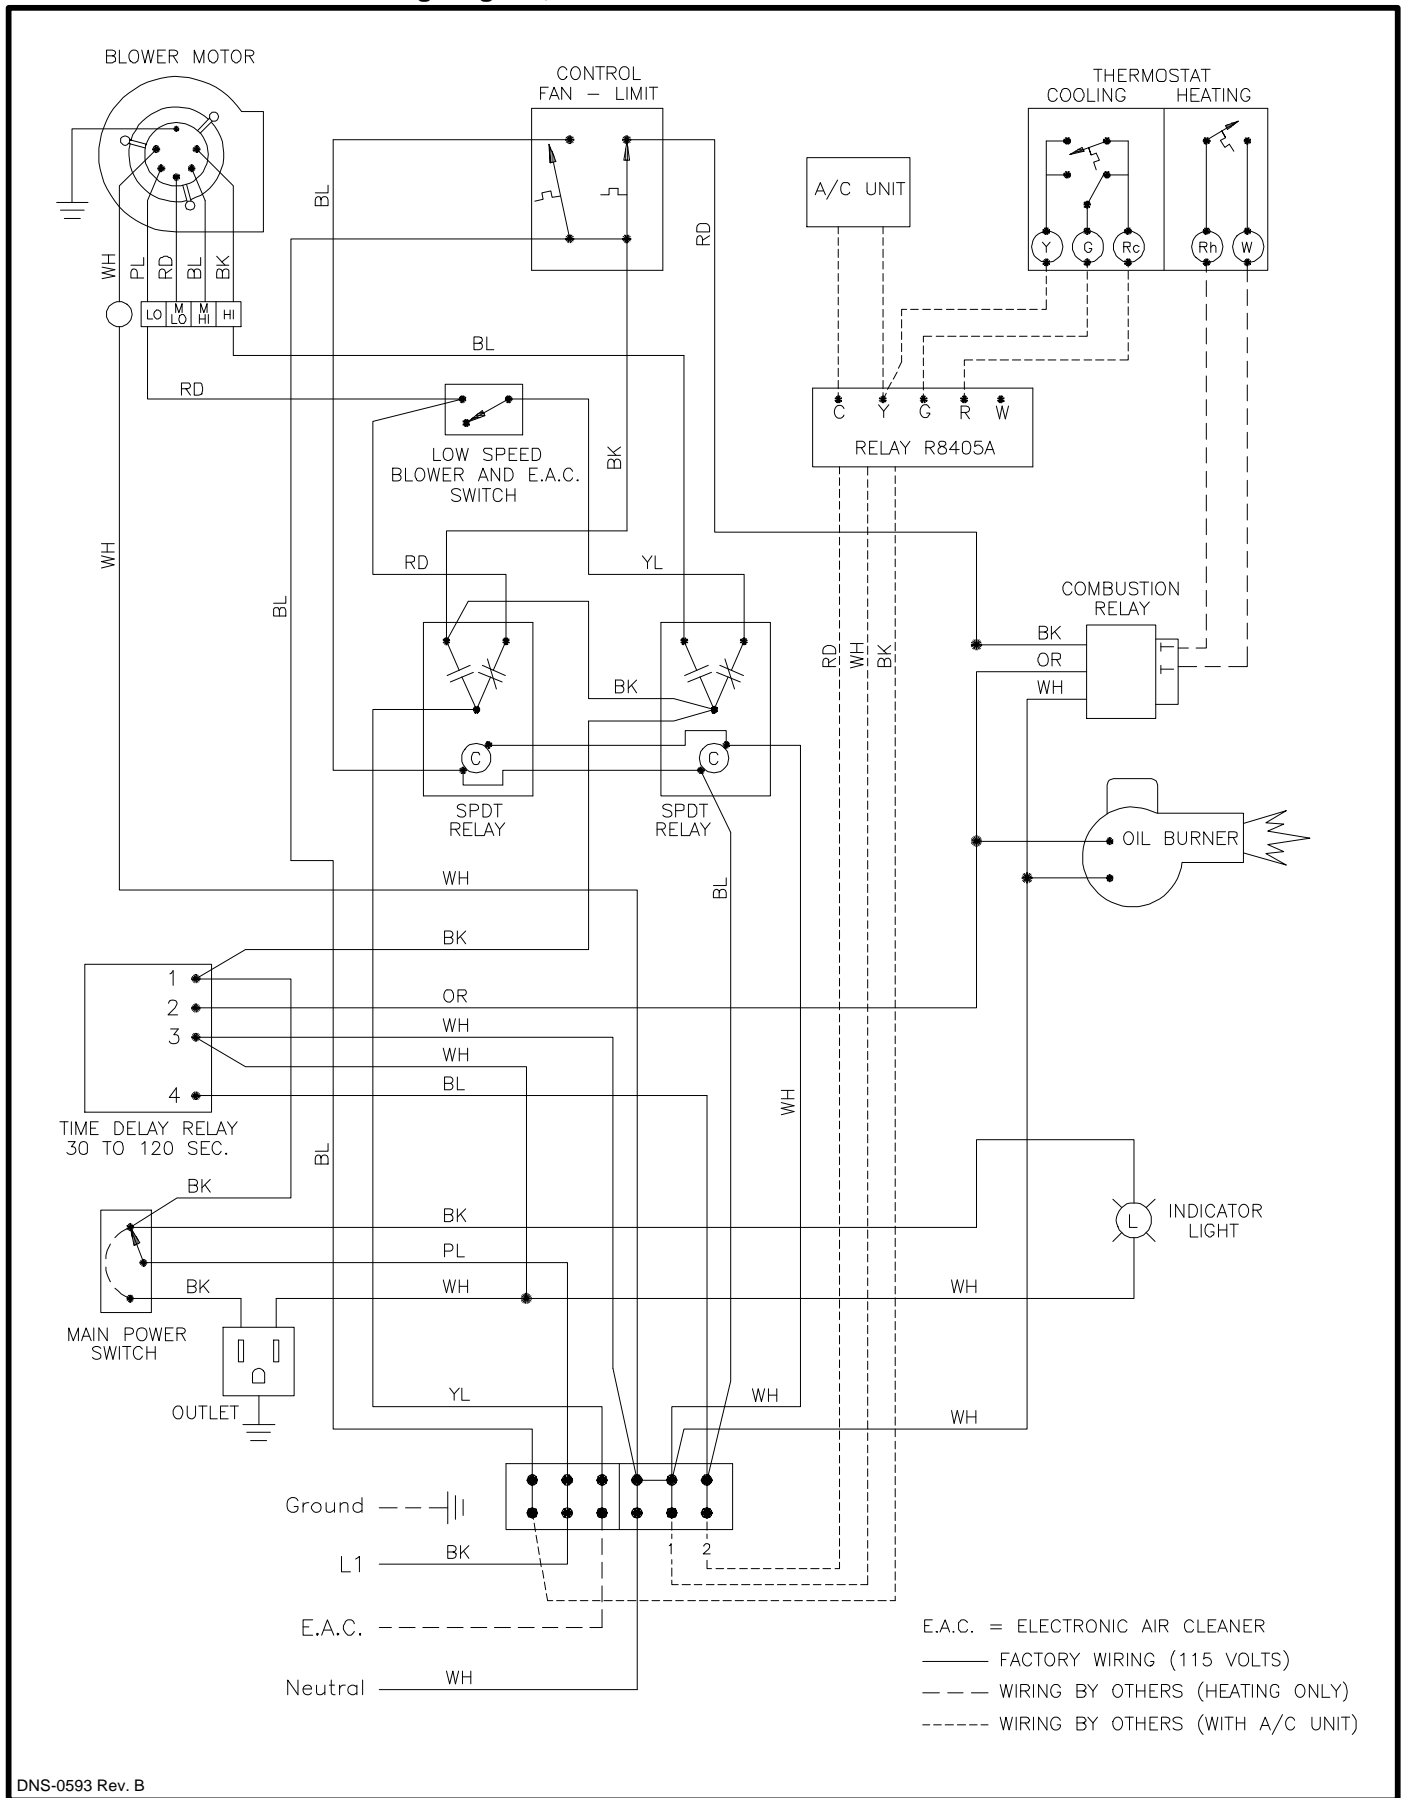 BLOWER MOTOR
CONTROL
FAN - LIMIT
THERMOSTAT
COOLING HEATING
A/C UNIT
BL
RD
Y G Rc Rh W
WH PL RD BL BK
LO M LO M HI HI
BL
RD
C Y G R W
RELAY R8405A
LOW SPEED
BLOWER AND E.A.C.
SWITCH
BK
WH
RD
YL
BL
COMBUSTION
RELAY
BK
OR
WH
T
T
RD WH BK
BK
C
C
SPDT
RELAY
SPDT
RELAY
OIL BURNER
WH
BL
BK
1
2
3
4
OR
WH
WH
BL
WH
TIME DELAY RELAY
30 TO 120 SEC.
BL
BK
BK
PL
BK
WH
WH
L
INDICATOR
LIGHT
MAIN POWER
SWITCH
OUTLET
YL
WH
WH
Ground
1 2
L1
BK
E.A.C.
Neutral
WH
E.A.C. = ELECTRONIC AIR CLEANER
FACTORY WIRING (115 VOLTS)
WIRING BY OTHERS (HEATING ONLY)
WIRING BY OTHERS (WITH A/C UNIT)
DNS-0593 Rev. B